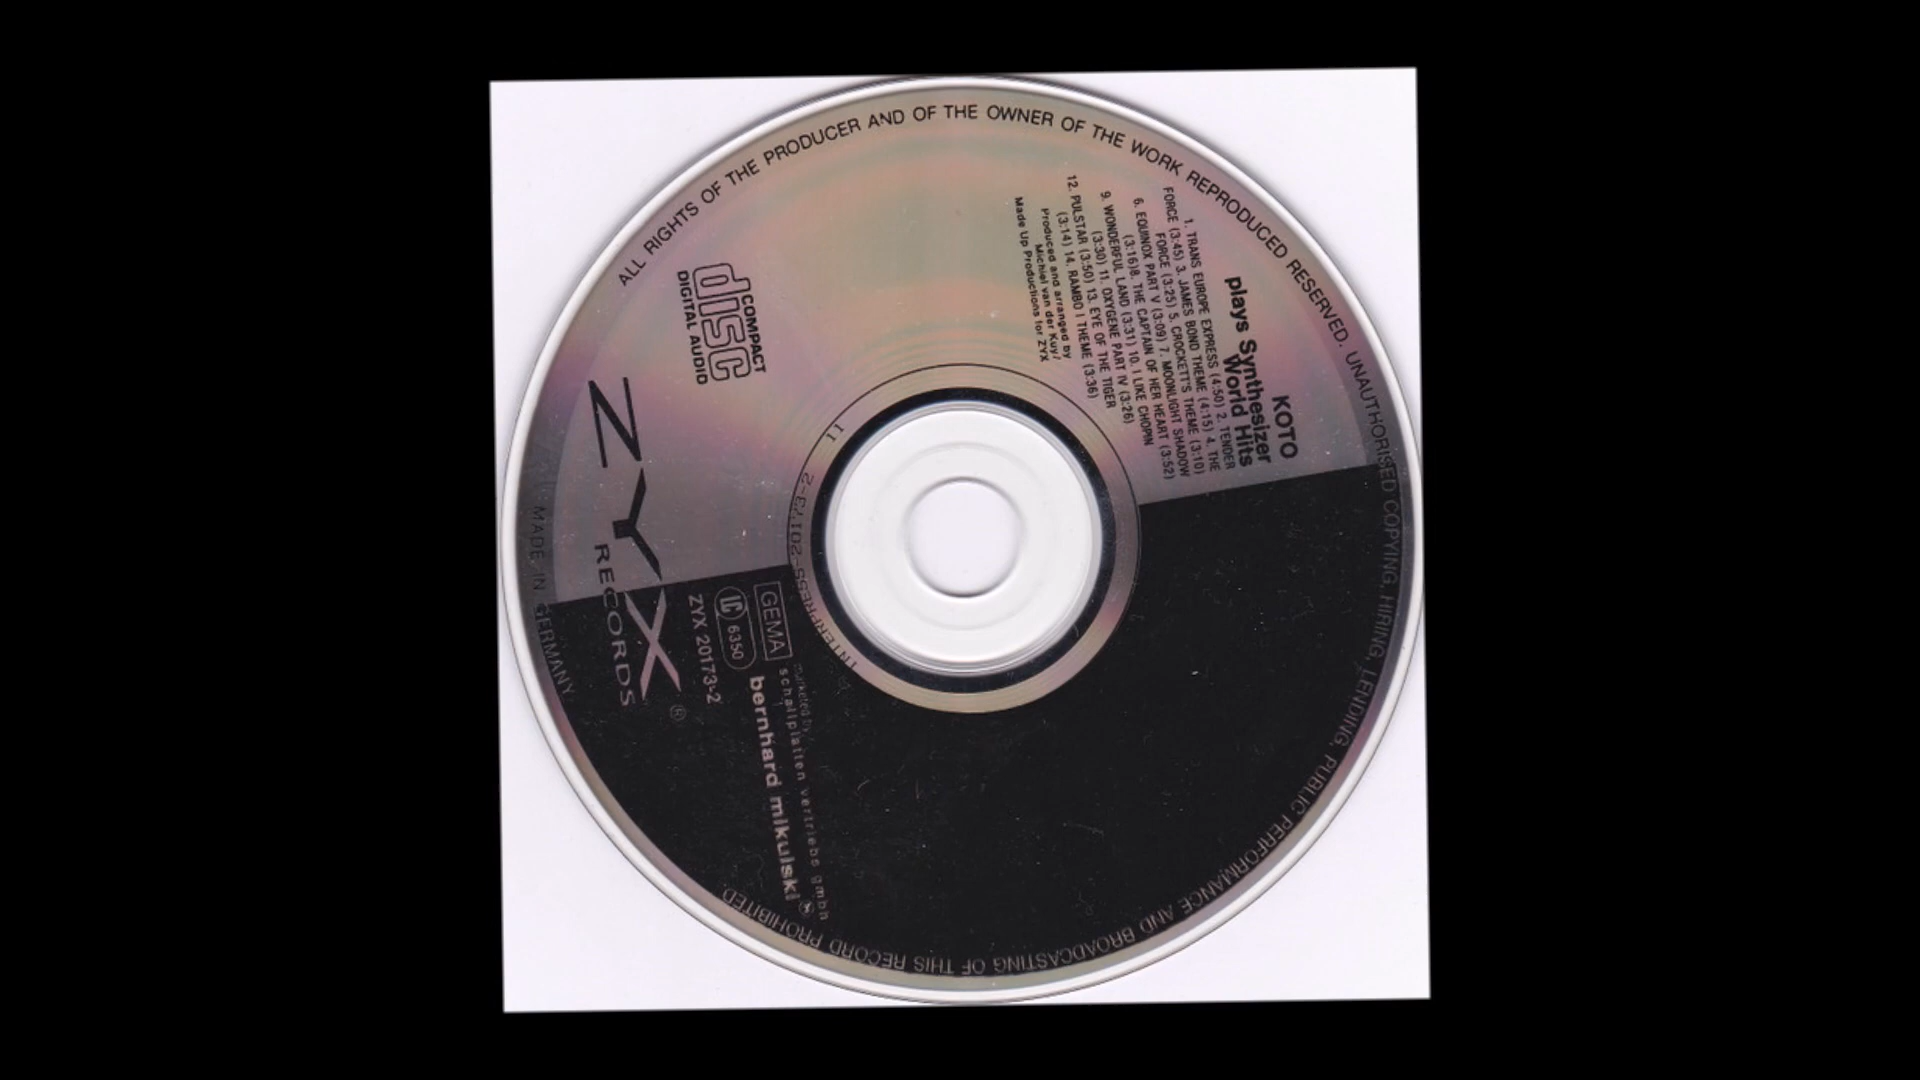 ALL RIGHTS OF THE PRODUCER AND OF THE OWNER OF THE WORK REPRODUCED RESERVED. UNAUTHORISED COPYING, HIRING, LENDING, PUBLIC PERFORMANCE AND BROADCASTING OF THIS RECORD PROHIBITED.
KOTO
plays Synthesizer
World Hits
1. TRANS EUROPE EXPRESS (4:50) 2. TENDER
FORCE (3:45) 3. JAMES BOND THEME (4:15) 4. THE
FORCE (3:25) 5. CROCKETT'S THEME (3:10)
6. EQUINOX PART V (3:09) 7. MOONLIGHT SHADOW
(3:16)8. THE CAPTAIN OF HER HEART (3:52)
9. WONDERFUL LAND (3:31) 10. I LIKE CHOPIN
(3:30) 11. OXYGENE PART IV (3:26)
12. PULSTAR (3:50) 13. EYE OF THE TIGER
(3:14) 14. RAMBO I THEME (3:36)
Produced and arranged by
Michiel van der Kuy/
Made Up Productions for ZYX
COMPACT
disc
DIGITAL AUDIO
ZYX
RECORDS
®
MADE IN GERMANY
GEMA
LC 6350
ZYX 20173-2
marketed by
schallplatten vertriebs gmbh
bernhard mikulski
INTERPRESS-20173-2
11